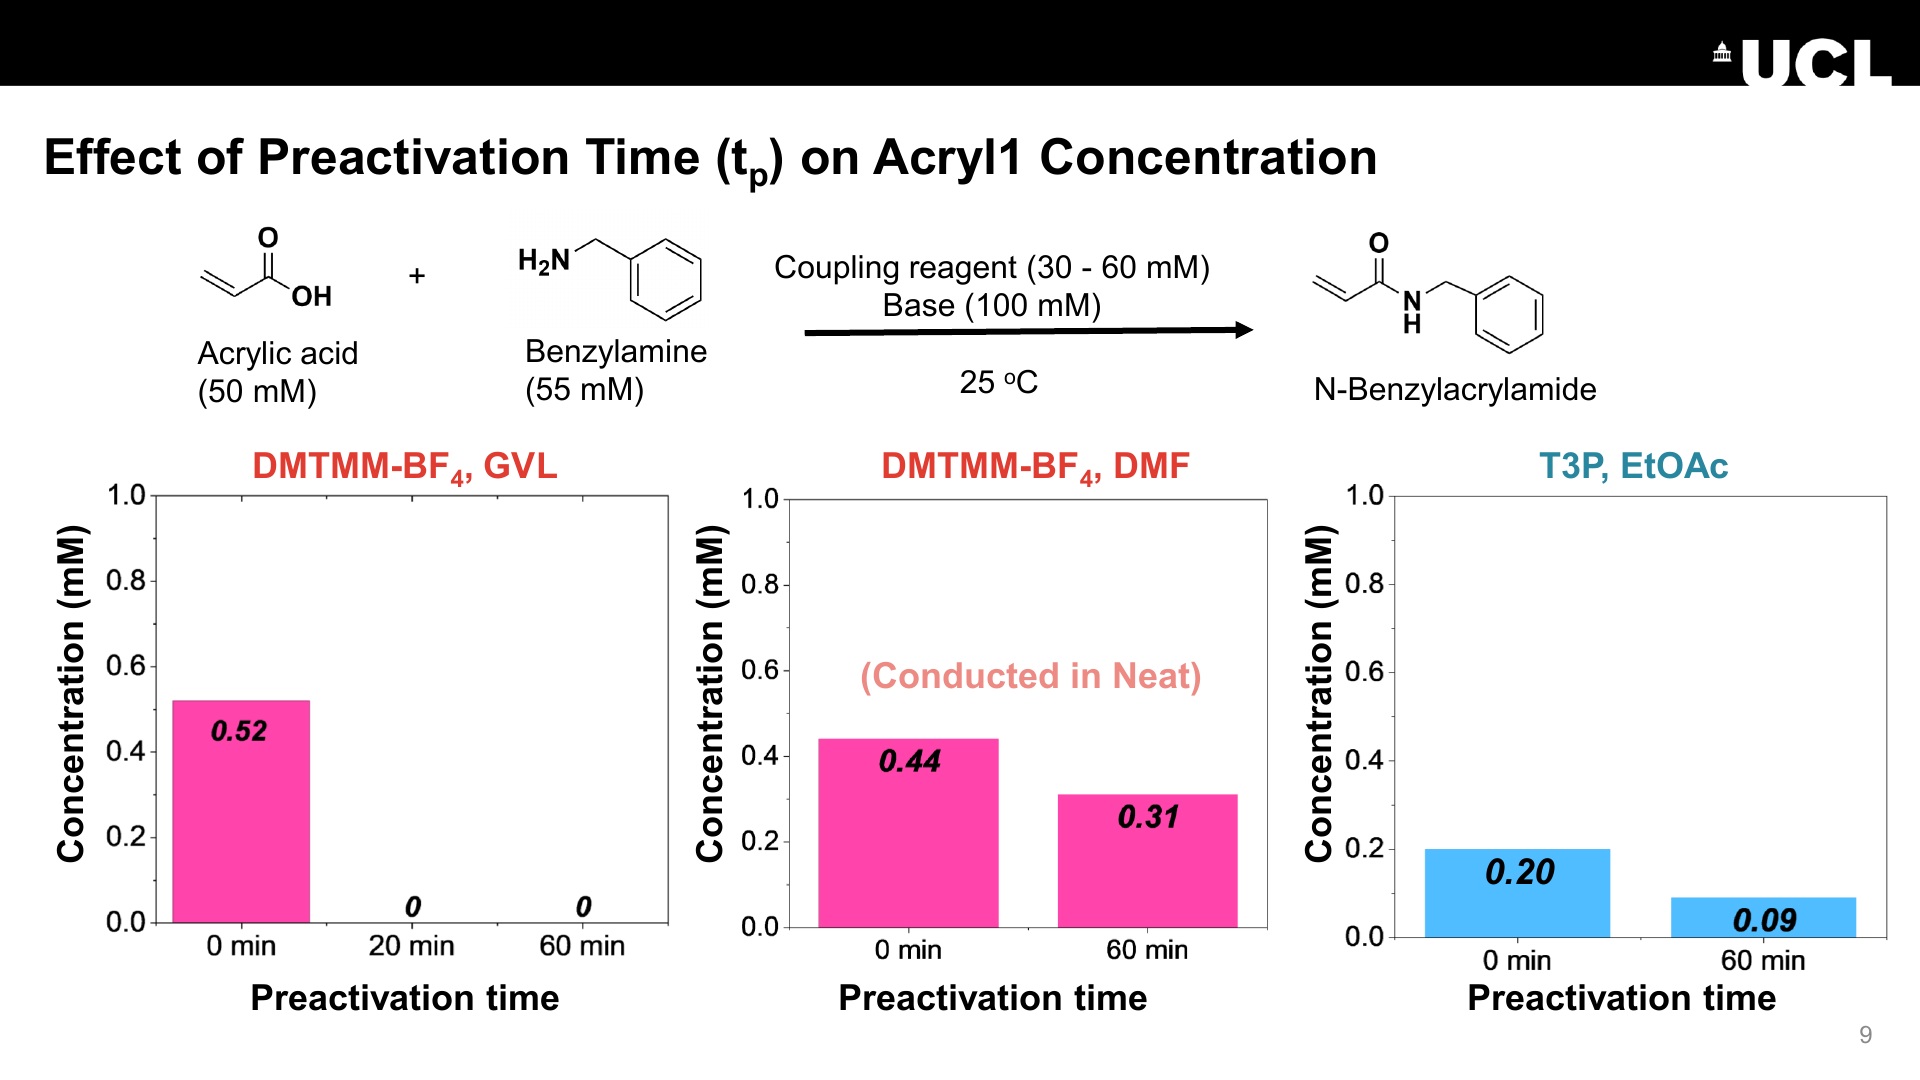 UCL
Effect of Preactivation Time (tp) on Acryl1 Concentration
O
OH
+
H2N
Acrylic acid
(50 mM)
Benzylamine
(55 mM)
Coupling reagent (30 - 60 mM)
Base (100 mM)
25 ºC
O
N
H
N-Benzylacrylamide
DMTMM-BF4, GVL
Concentration (mM)
1.0
0.8
0.6
0.4
0.2
0.0
0.52
0
0
0 min
20 min
60 min
Preactivation time
DMTMM-BF4, DMF
Concentration (mM)
1.0
0.8
0.6
0.4
0.2
0.0
(Conducted in Neat)
0.44
0.31
0 min
60 min
Preactivation time
T3P, EtOAc
Concentration (mM)
1.0
0.8
0.6
0.4
0.2
0.0
0.20
0.09
0 min
60 min
Preactivation time
9